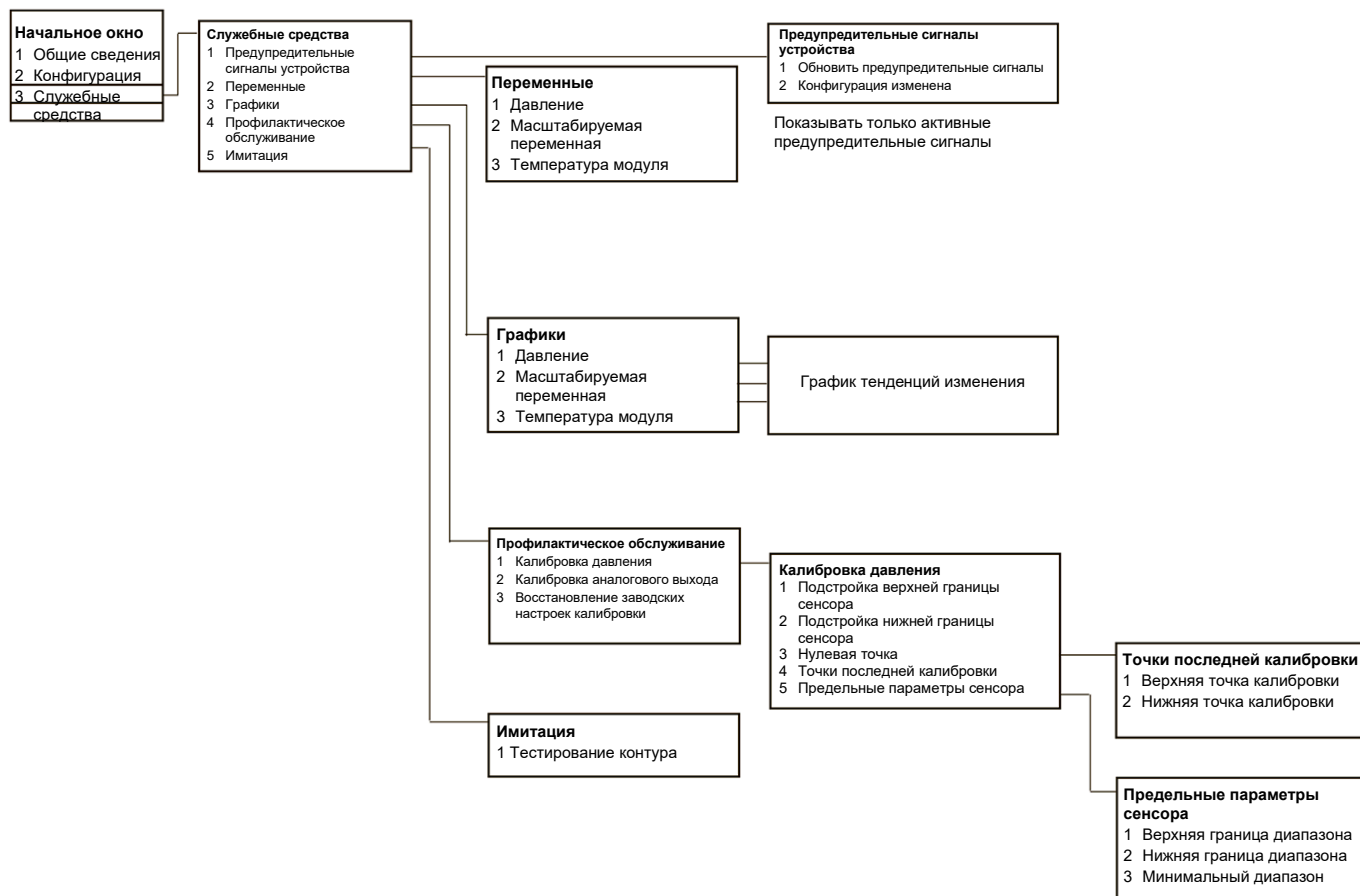 Начальное окно
1 Общие сведения
2 Конфигурация
3 Служебные
средства
Служебные средства
1 Предупредительные
сигналы устройства
2 Переменные
3 Графики
4 Профилактическое
обслуживание
5 Имитация
Переменные
1 Давление
2 Масштабируемая
переменная
3 Температура модуля
Предупредительные сигналы
устройства
1 Обновить предупредительные сигналы
2 Конфигурация изменена
Показывать только активные
предупредительные сигналы
Графики
1 Давление
2 Масштабируемая
переменная
3 Температура модуля
График тенденций изменения
Профилактическое обслуживание
1 Калибровка давления
2 Калибровка аналогового выхода
3 Восстановление заводских
настроек калибровки
Калибровка давления
1 Подстройка верхней границы
сенсора
2 Подстройка нижней границы
сенсора
3 Нулевая точка
4 Точки последней калибровки
5 Предельные параметры сенсора
Точки последней калибровки
1 Верхняя точка калибровки
2 Нижняя точка калибровки
Имитация
1 Тестирование контура
Предельные параметры
сенсора
1 Верхняя граница диапазона
2 Нижняя граница диапазона
3 Минимальный диапазон